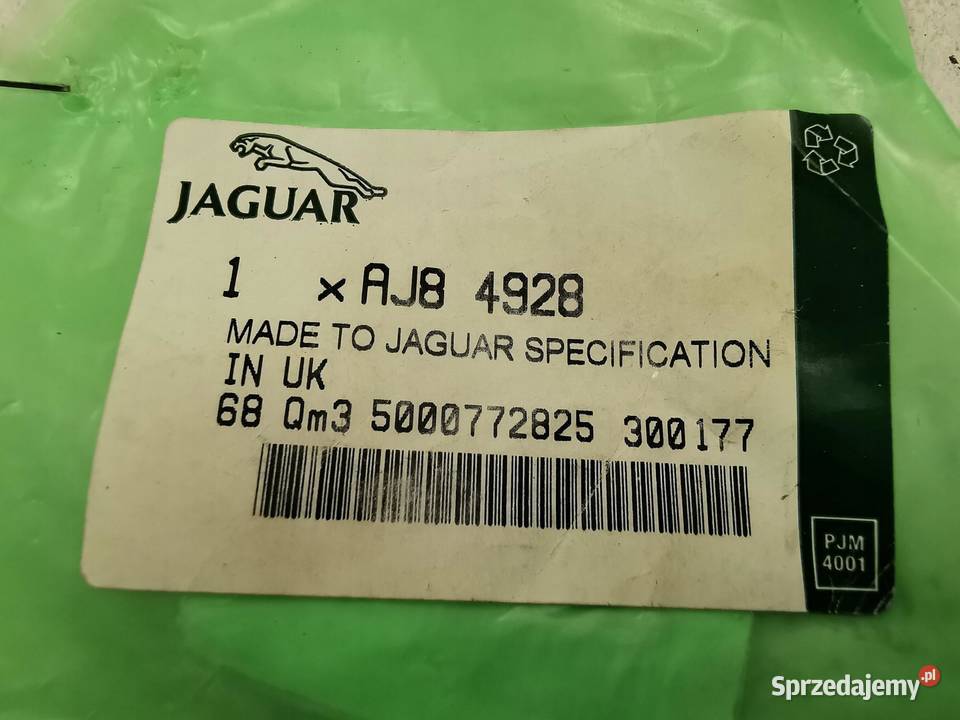 JAGUAR
1 x AJ8 4928
MADE TO JAGUAR SPECIFICATION
IN UK
68 Qm3 5000772825 300177
PJM
4001
Sprzedajemy.pl